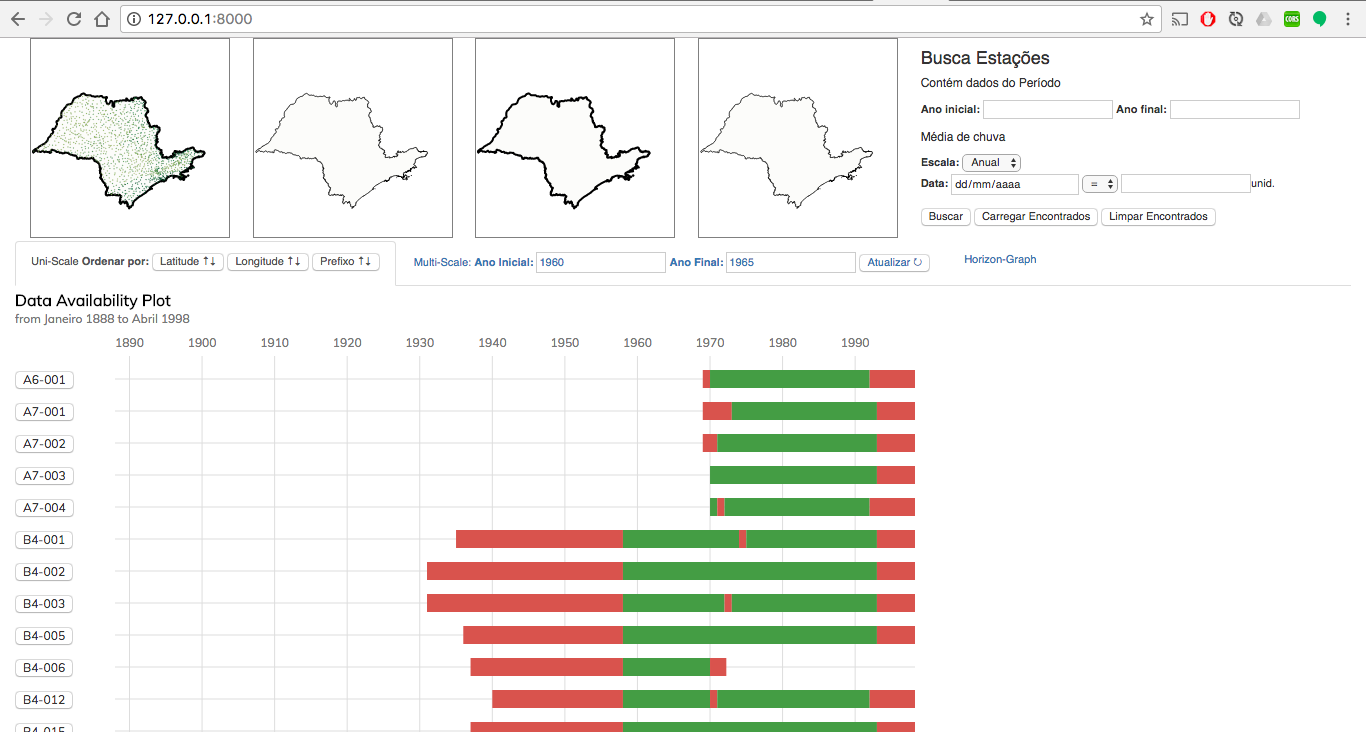 127.0.0.1:8000
CORS
Busca Estações
Contém dados do Período
Ano inicial: Ano final:
Média de chuva
Escala: Anual
Data: dd/mm/aaaa = unid.
Buscar Carregar Encontrados Limpar Encontrados
Uni-Scale Ordenar por: Latitude ↑↓ Longitude ↑↓ Prefixo ↑↓ Multi-Scale: Ano Inicial: 1960 Ano Final: 1965 Atualizar ↻ Horizon-Graph
Data Availability Plot
from Janeiro 1888 to Abril 1998
1890 1900 1910 1920 1930 1940 1950 1960 1970 1980 1990
A6-001
A7-001
A7-002
A7-003
A7-004
B4-001
B4-002
B4-003
B4-005
B4-006
B4-012
B4-015